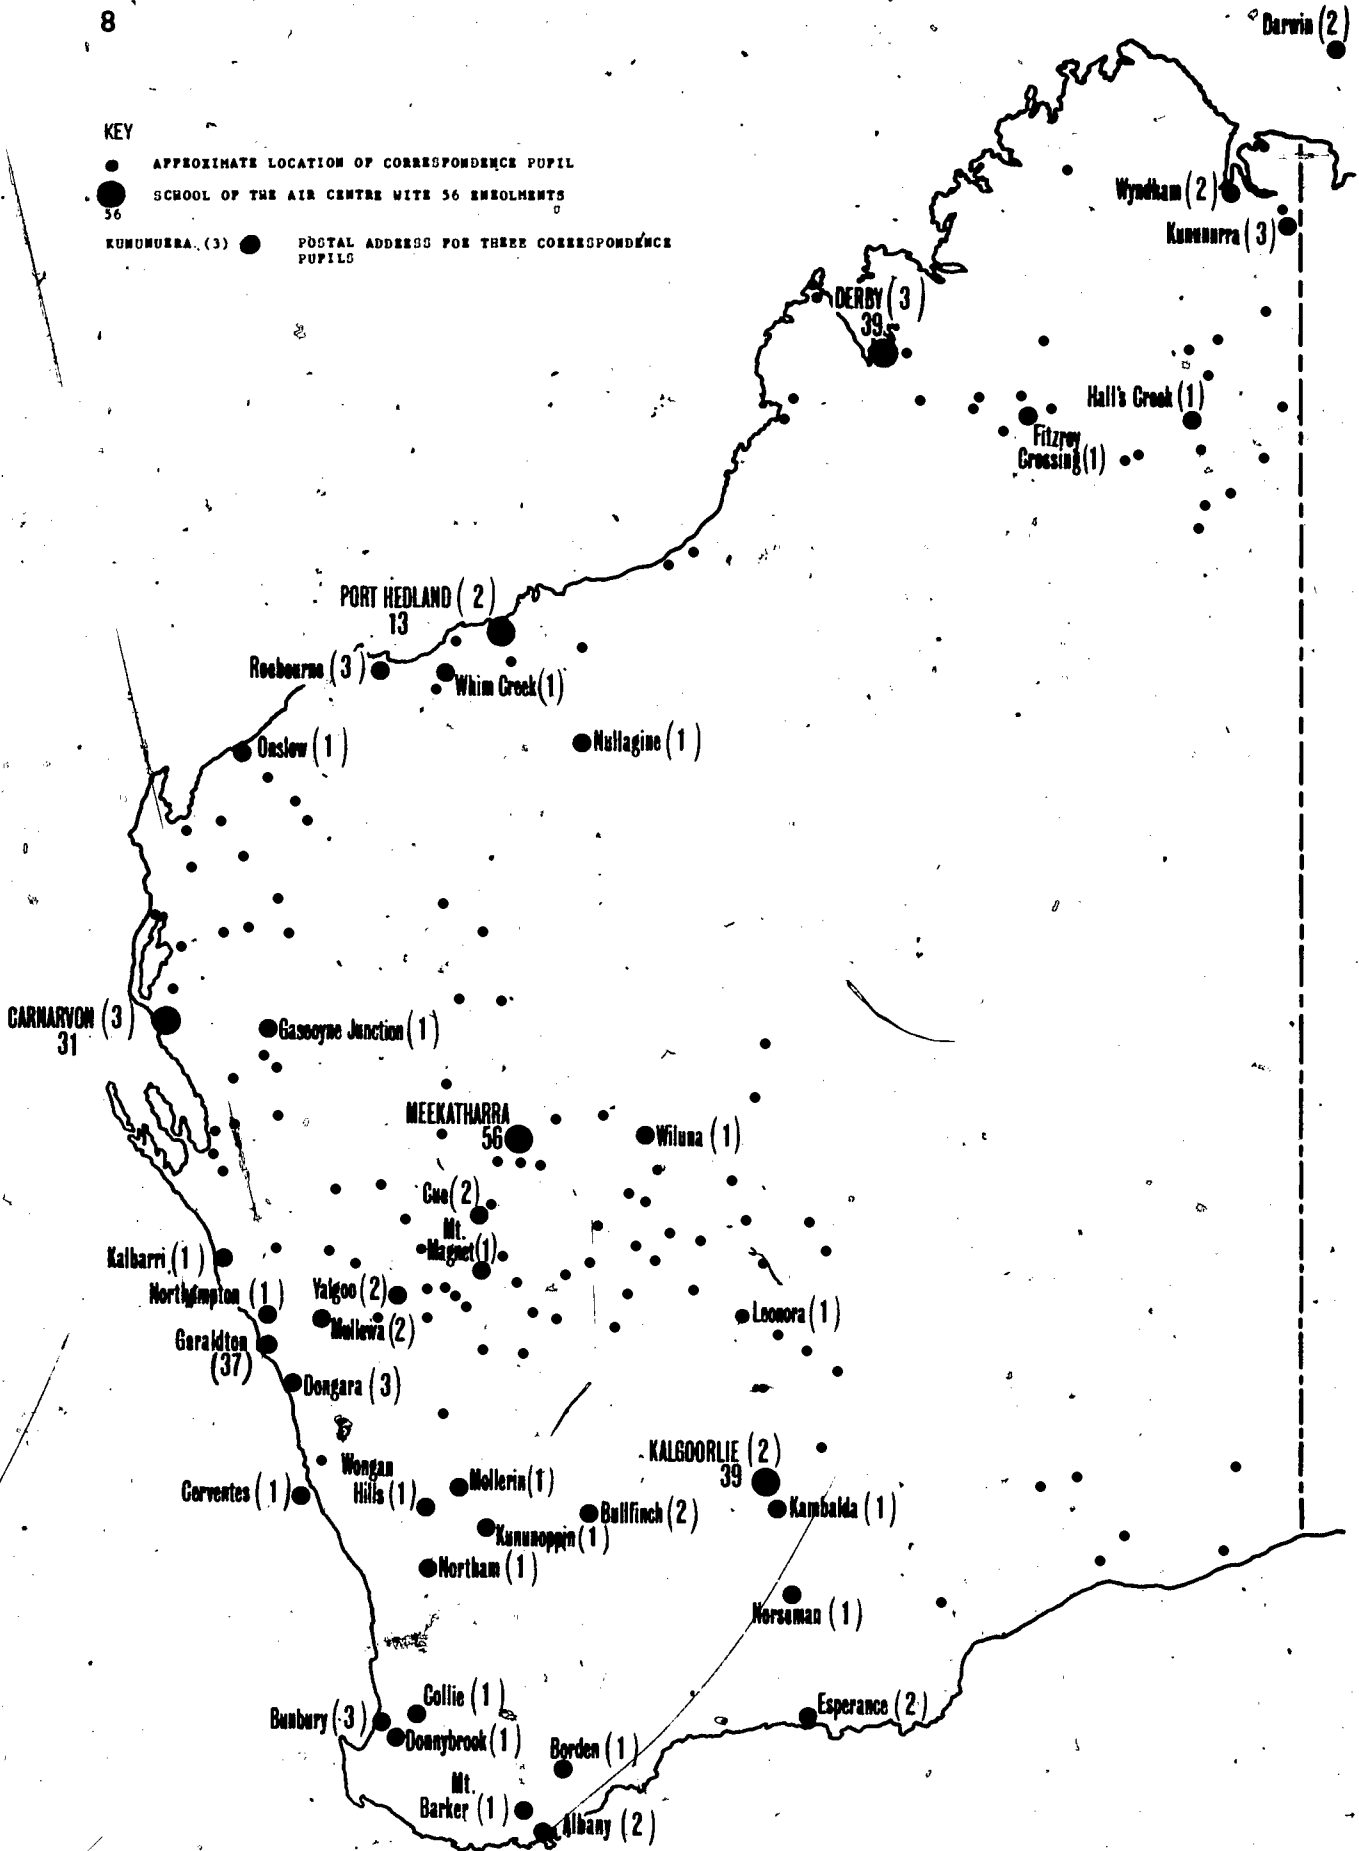 8
Darwin (2)
KEY
APPROXIMATE LOCATION OF CORRESPONDENCE PUPIL
SCHOOL OF THE AIR CENTRE WITH 56 ENROLMENTS
56
KUNUNURRA (3)
POSTAL ADDRESS FOR THREE CORRESPONDENCE
PUPILS
Wyndham (2)
Kununurra (3)
DERBY (3)
39
Hall's Creek (1)
Fitzroy
Crossing (1)
PORT HEDLAND (2)
13
Roebourne (3)
Whim Creek (1)
Onslow (1)
Nullagine (1)
CARNARVON (3)
31
Gascoyne Junction (1)
MEEKATHARRA
56
Wiluna (1)
Cue (2)
Mt.
Magnet (1)
Kalbarri (1)
Northampton (1)
Yalgoo (2)
Mullewa (2)
Leonora (1)
Geraldton
(37)
Dongara (3)
KALGOORLIE (2)
39
Wongan
Hills (1)
Mollerin (1)
Cerventes (1)
Bullfinch (2)
Kambalda (1)
Kununoppin (1)
Northam (1)
Norseman (1)
Collie (1)
Esperance (2)
Bunbury (3)
Donnybrook (1)
Borden (1)
Mt.
Barker (1)
Albany (2)